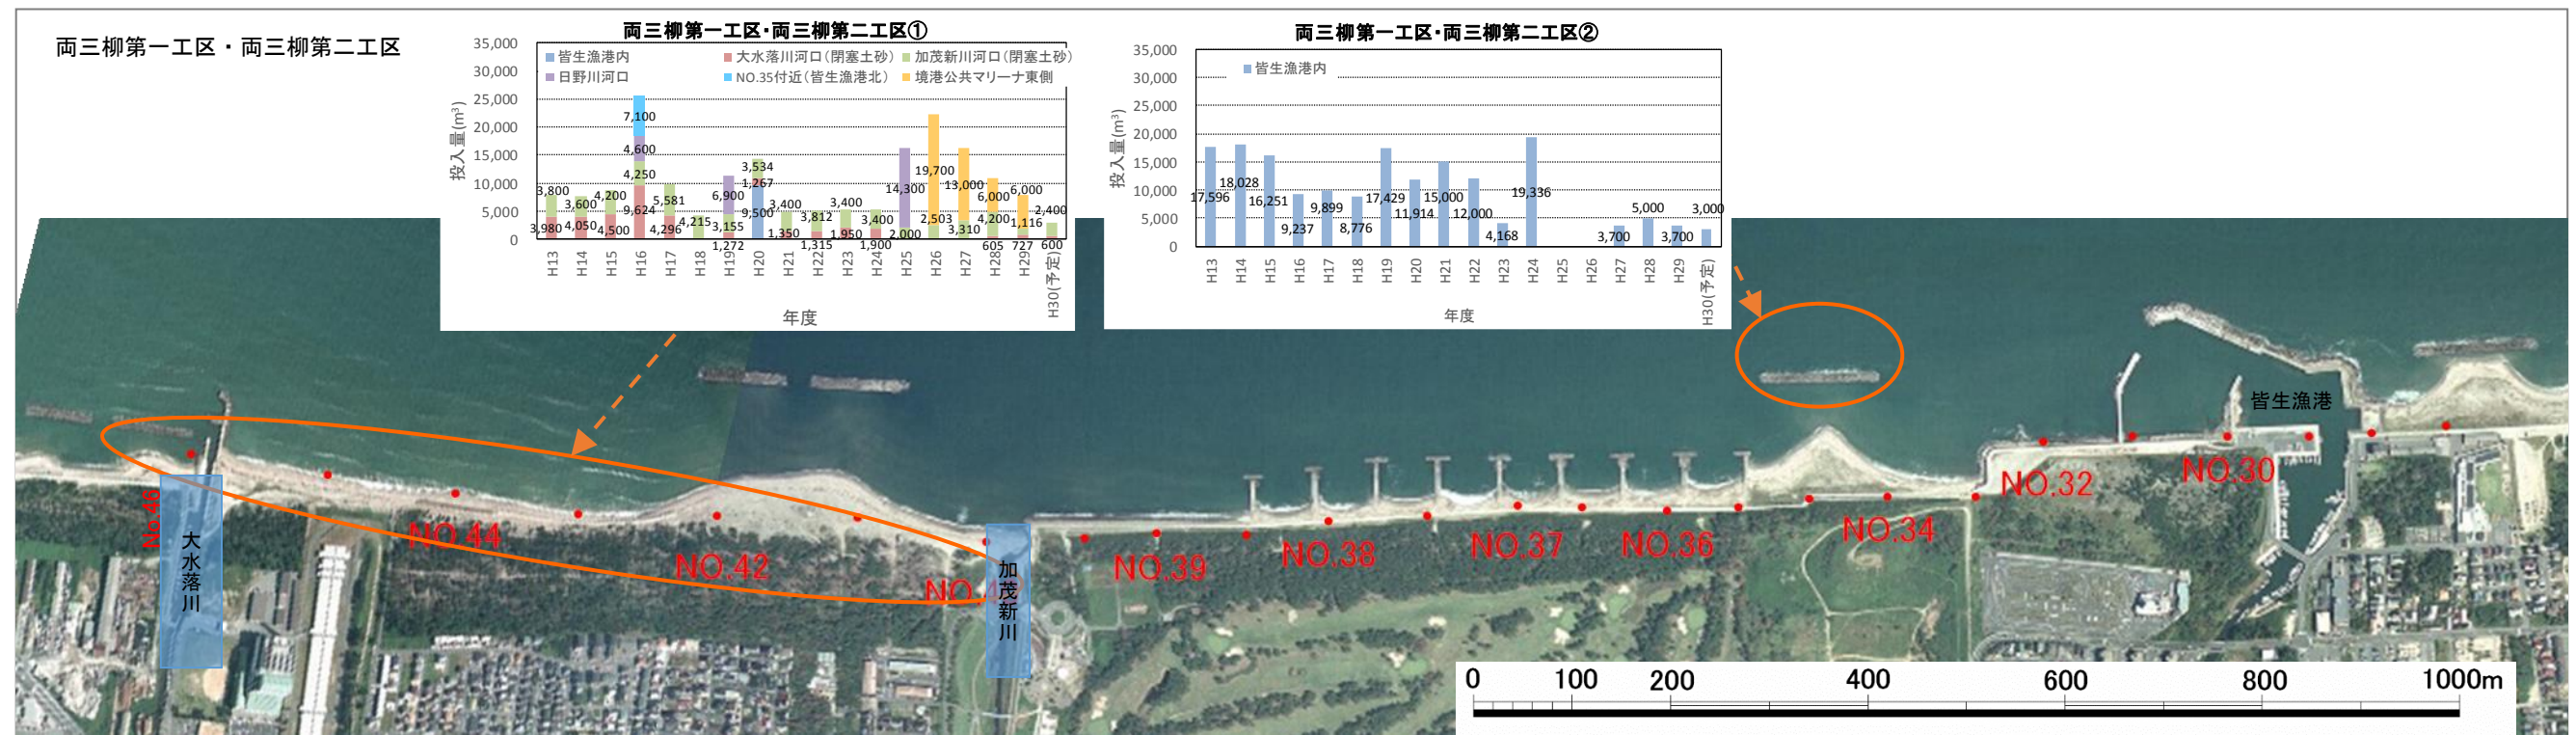 両三柳第一工区・両三柳第二工区
両三柳第一工区・両三柳第二工区①
皆生漁港内
大水落川河口(閉塞土砂)
加茂新川河口(閉塞土砂)
日野川河口
NO.35付近(皆生漁港北)
境港公共マリーナ東側
投入量(m³)
35,000
30,000
25,000
20,000
15,000
10,000
5,000
0
3,800
3,980
3,600
4,050
4,200
4,500
7,100
4,600
4,250
9,624
5,581
4,296
4,215
6,900
3,155
1,272
3,534
1,267
9,500
3,400
1,350
3,812
1,315
3,400
1,950
3,400
1,900
14,300
2,000
19,700
2,503
13,000
3,310
6,000
4,200
605
6,000
1,116
727
2,400
600
H13
H14
H15
H16
H17
H18
H19
H20
H21
H22
H23
H24
H25
H26
H27
H28
H29
H30(予定)
年度
両三柳第一工区・両三柳第二工区②
皆生漁港内
投入量(m³)
35,000
30,000
25,000
20,000
15,000
10,000
5,000
0
17,596
18,028
16,251
9,237
9,899
8,776
17,429
11,914
15,000
12,000
4,168
19,336
3,700
5,000
3,700
3,000
H13
H14
H15
H16
H17
H18
H19
H20
H21
H22
H23
H24
H25
H26
H27
H28
H29
H30(予定)
年度
皆生漁港
No.46
大水落川
NO.44
NO.42
加茂新川
NO.39
NO.38
NO.37
NO.36
NO.34
NO.32
NO.30
0 100 200 400 600 800 1000m